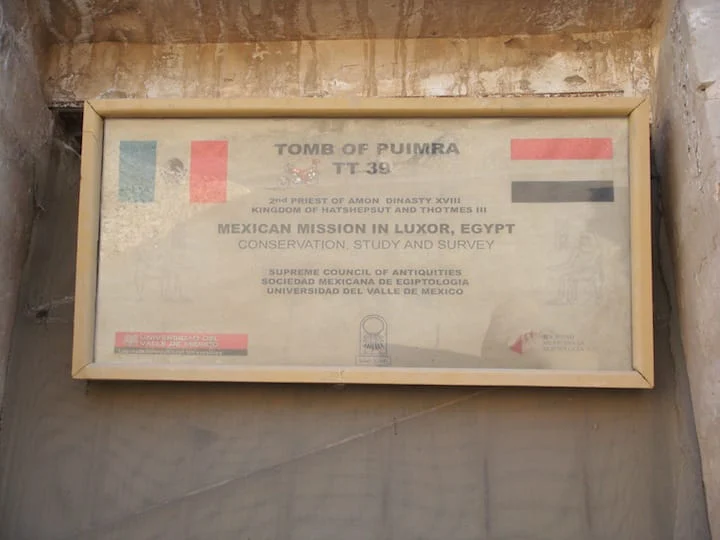 TOMB OF PUIMRA
TT 39
2nd PRIEST OF AMON DINASTY XVIII
KINGDOM OF HATSHEPSUT AND THOTMES III
MEXICAN MISSION IN LUXOR, EGYPT
CONSERVATION, STUDY AND SURVEY
SUPREME COUNCIL OF ANTIQUITIES
SOCIEDAD MEXICANA DE EGIPTOLOGIA
UNIVERSIDAD DEL VALLE DE MEXICO
UNIVERSIDAD DEL
VALLE DE MEXICO